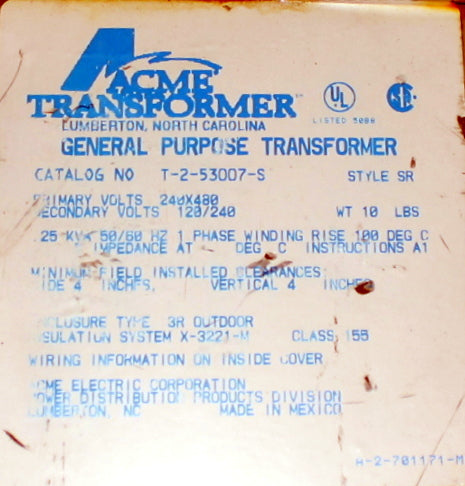 ACME
TRANSFORMER™
LUMBERTON, NORTH CAROLINA
UL
LISTED 508B
GENERAL PURPOSE TRANSFORMER
CATALOG NO T-2-53007-S STYLE SR
PRIMARY VOLTS 240X480
SECONDARY VOLTS 120/240 WT 10 LBS
.25 KVA 50/60 HZ 1 PHASE WINDING RISE 100 DEG C
IMPEDANCE AT DEG C INSTRUCTIONS A1
MINIMUM FIELD INSTALLED CLEARANCES:
SIDE 4 INCHES, VERTICAL 4 INCHES
ENCLOSURE TYPE 3R OUTDOOR
INSULATION SYSTEM X-3221-M CLASS 155
WIRING INFORMATION ON INSIDE COVER
ACME ELECTRIC CORPORATION
POWER DISTRIBUTION PRODUCTS DIVISION
LUMBERTON, NC MADE IN MEXICO
A-2-701171-M